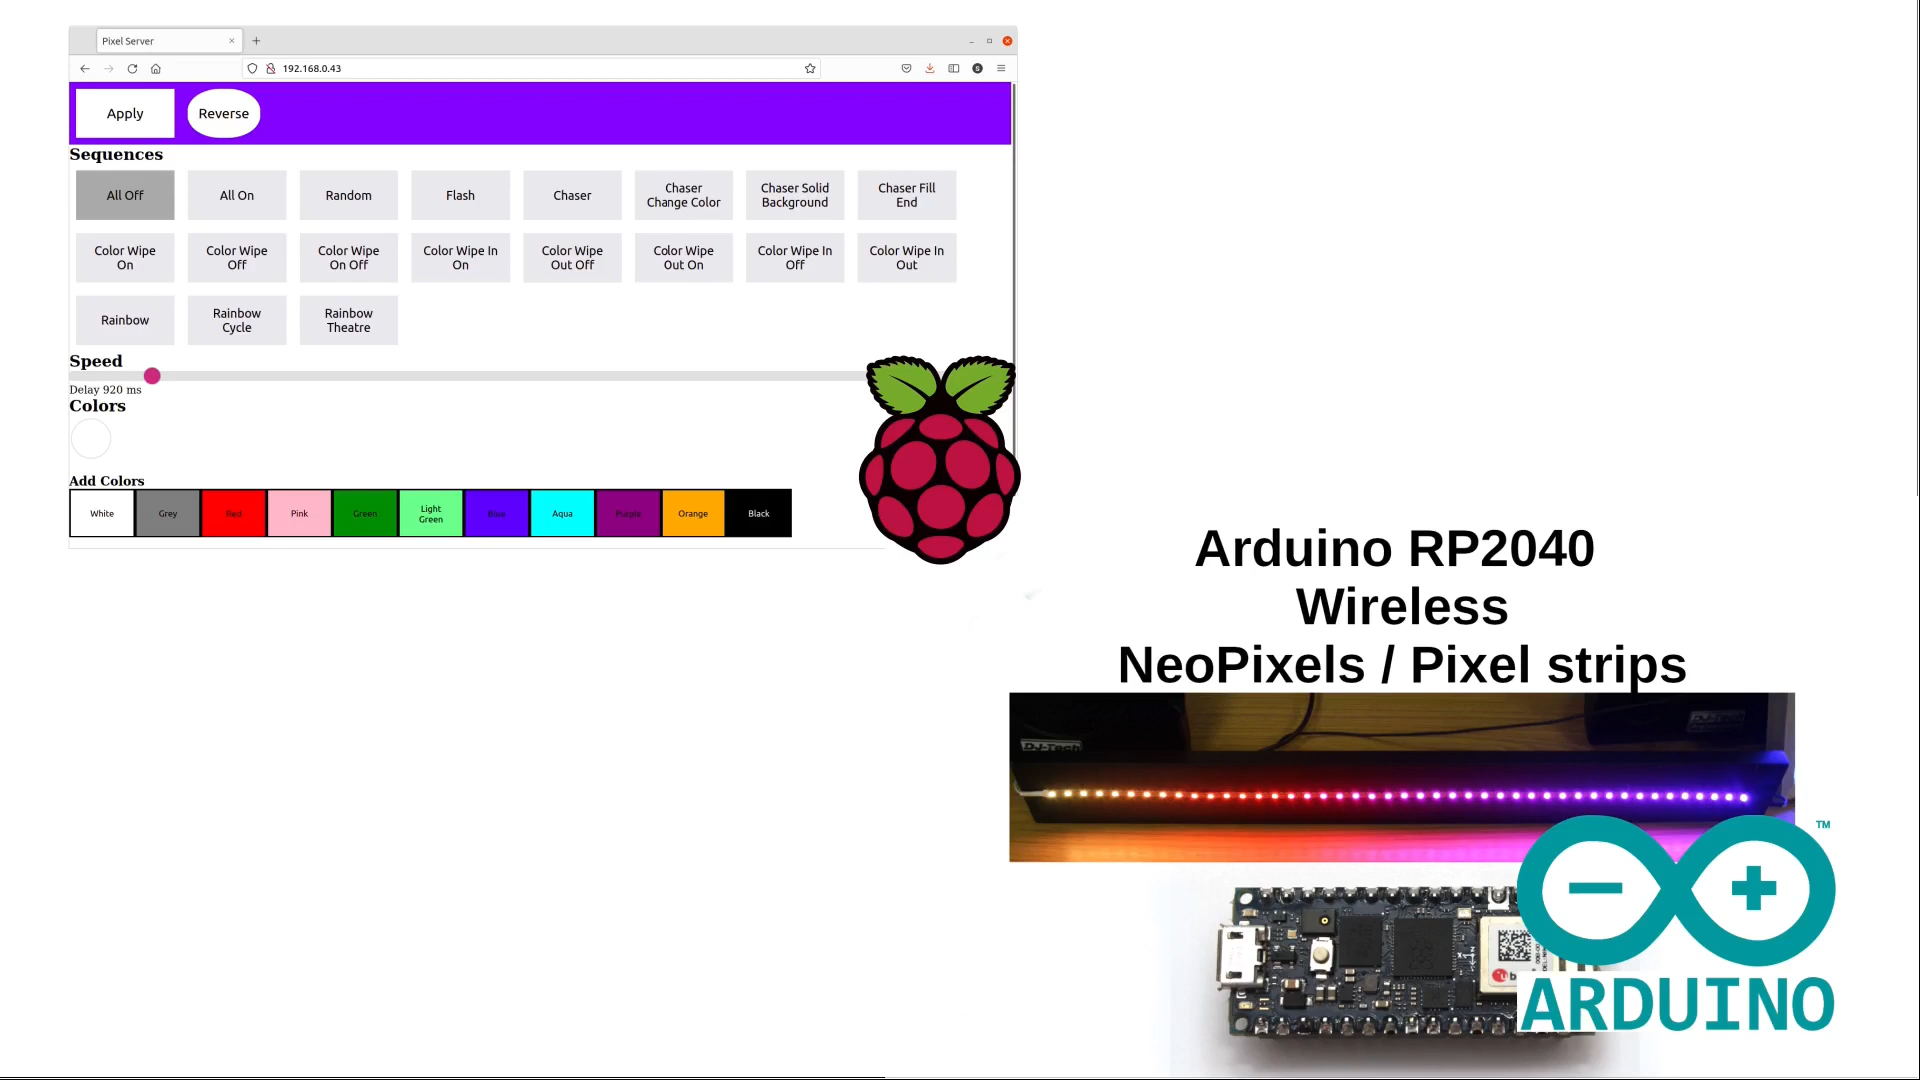 Pixel Server
192.168.0.43
Apply
Reverse
Sequences
All Off
All On
Random
Flash
Chaser
Chaser
Change Color
Chaser Solid
Background
Chaser Fill
End
Color Wipe
On
Color Wipe
Off
Color Wipe
On Off
Color Wipe In
On
Color Wipe
Out Off
Color Wipe
Out On
Color Wipe In
Off
Color Wipe In
Out
Rainbow
Rainbow
Cycle
Rainbow
Theatre
Speed
Delay 920 ms
Colors
Add Colors
White
Grey
Red
Pink
Green
Light
Green
Blue
Aqua
Purple
Orange
Black
Arduino RP2040
Wireless
NeoPixels / Pixel strips
DJ-Tech
TM
ARDUINO